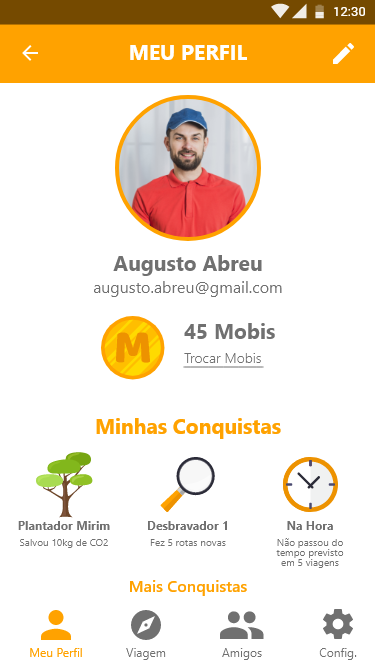 12:30
MEU PERFIL
Augusto Abreu
augusto.abreu@gmail.com
M
45 Mobis
Trocar Mobis
Minhas Conquistas
Plantador Mirim
Salvou 10kg de CO2
Desbravador 1
Fez 5 rotas novas
Na Hora
Não passou do
tempo previsto
em 5 viagens
Mais Conquistas
Meu Perfil
Viagem
Amigos
Config.